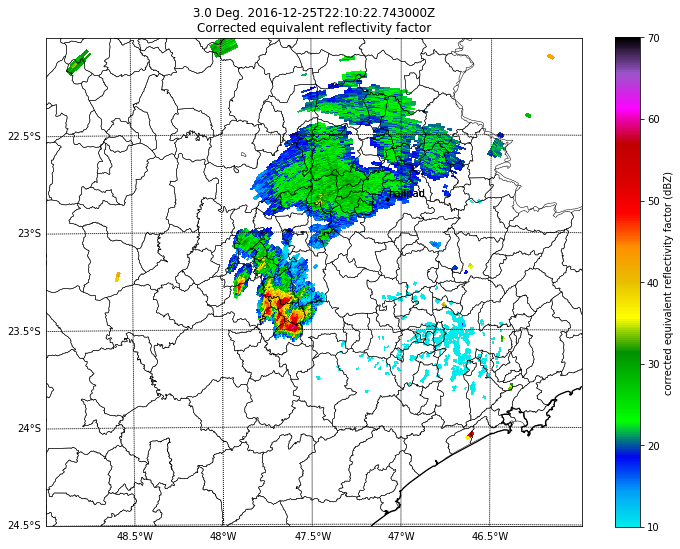 3.0 Deg. 2016-12-25T22:10:22.743000Z
Corrected equivalent reflectivity factor
22.5°S
23°S
23.5°S
24°S
24.5°S
48.5°W
48°W
47.5°W
47°W
46.5°W
70
60
50
40
30
20
10
corrected equivalent reflectivity factor (dBZ)